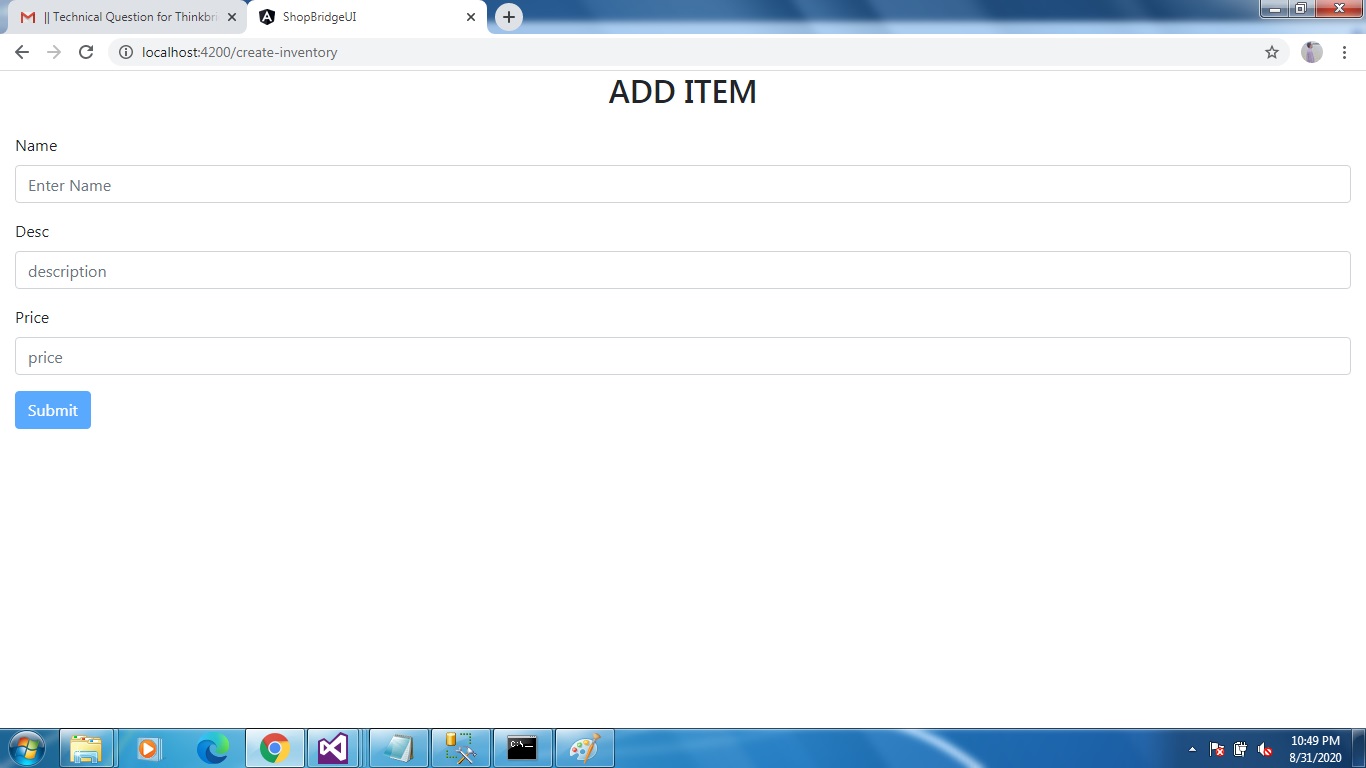 || Technical Question for Thinkbri
ShopBridgeUI
localhost:4200/create-inventory
ADD ITEM
Name
Enter Name
Desc
description
Price
price
Submit
C:\
10:49 PM
8/31/2020